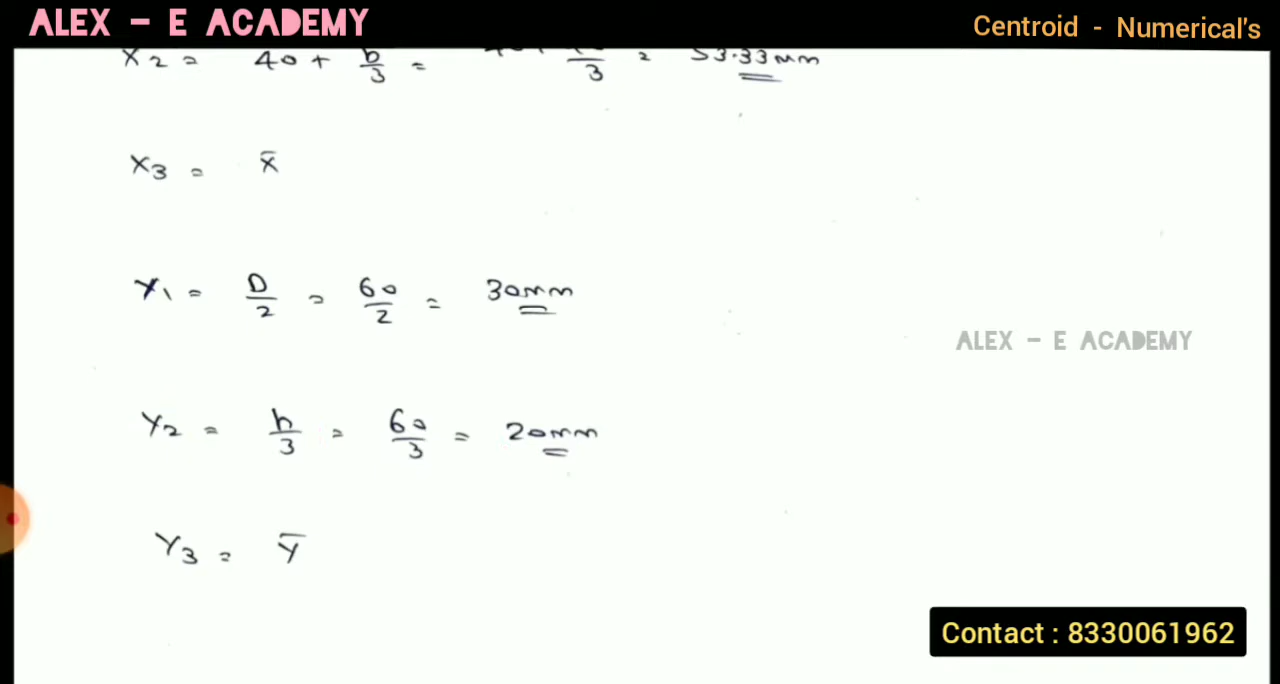 ALEX - E ACADEMY
Centroid - Numerical's
X2 = 40 + b/3 = /3 = 53.33mm
X3 = x̄
Y1 = D/2 = 60/2 = 30mm
ALEX - E ACADEMY
Y2 = h/3 = 60/3 = 20mm
Y3 = ȳ
Contact : 8330061962